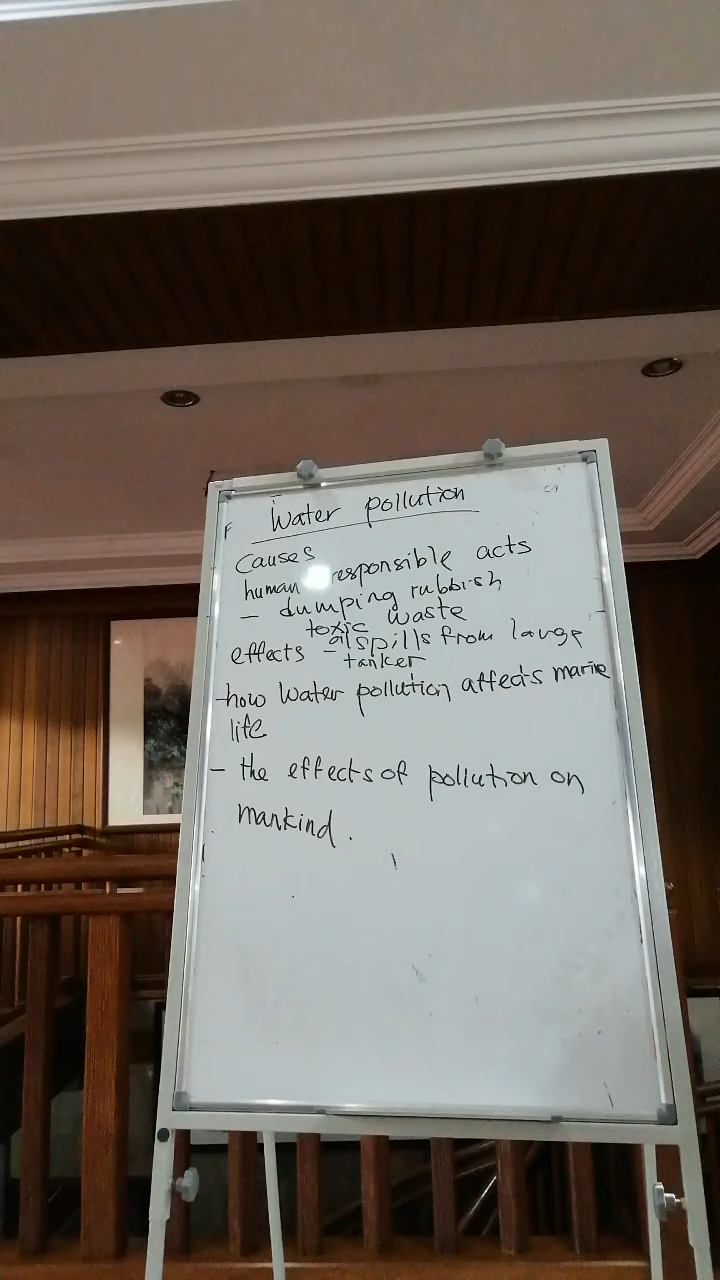 Water pollution
causes
human responsible acts
- dumping rubbish
toxic waste
effects - oil spills from large
tanker
- how water pollution affects marine
life
- the effects of pollution on
mankind.